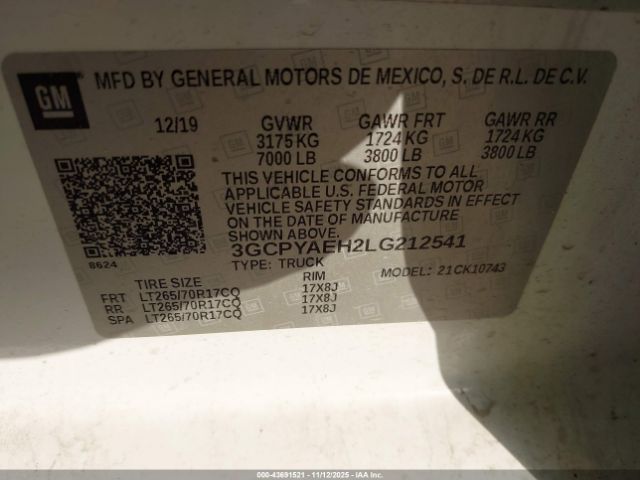 GM
MFD BY GENERAL MOTORS DE MEXICO, S. DE R.L. DE C.V.
12/19 GVWR GAWR FRT GAWR RR
3175 KG 1724 KG 1724 KG
7000 LB 3800 LB 3800 LB
THIS VEHICLE CONFORMS TO ALL
APPLICABLE U.S. FEDERAL MOTOR
VEHICLE SAFETY STANDARDS IN EFFECT
ON THE DATE OF MANUFACTURE
SHOWN ABOVE.
3GCPYAEH2LG212541
8624 TYPE: TRUCK MODEL: 21CK10743
TIRE SIZE RIM
FRT LT265/70R17CQ 17X8J
RR LT265/70R17CQ 17X8J
SPA LT265/70R17CQ 17X8J
000-43691521 - 11/12/2025 - IAAI.com